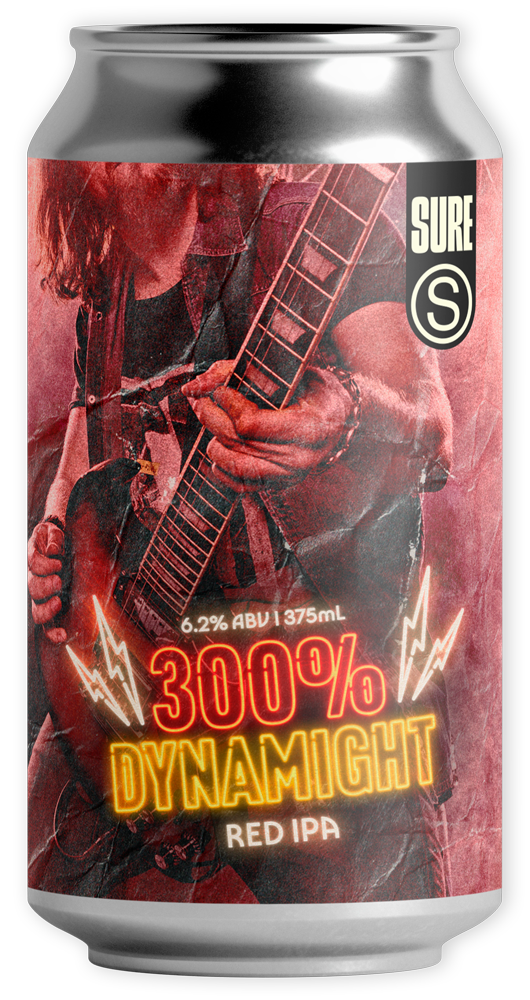 SURE
S
6.2% ABV | 375mL
300%
DYNAMIGHT
RED IPA